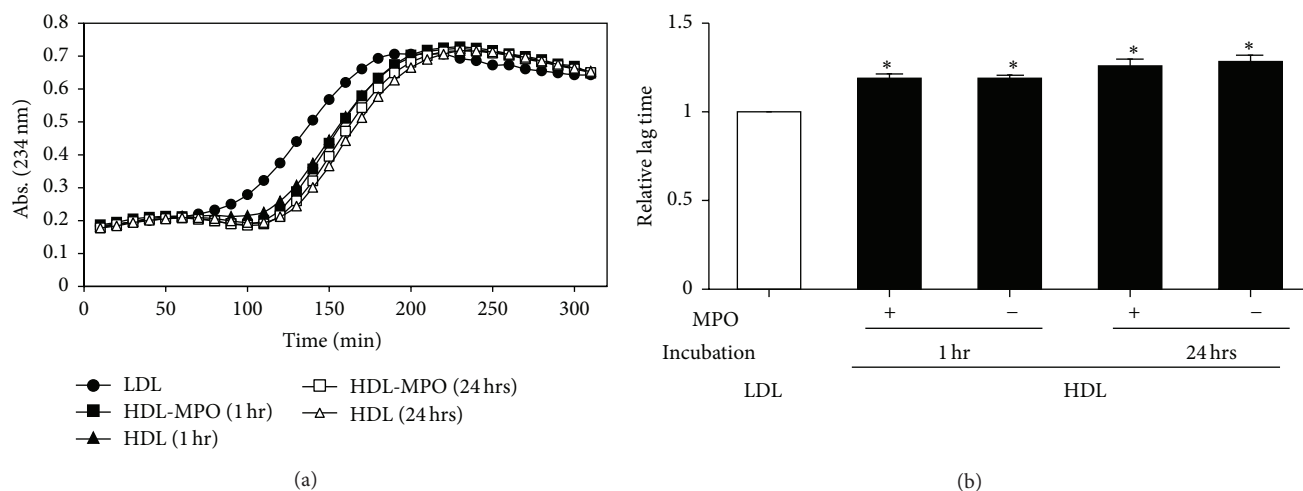 0.8
0.7
0.6
0.5
0.4
0.3
0.2
0.1
0
Abs. (234 nm)
0 50 100 150 200 250 300
Time (min)
LDL
HDL-MPO (1 hr)
HDL (1 hr)
HDL-MPO (24 hrs)
HDL (24 hrs)
(a)
1.5
1
0.5
0
Relative lag time
* * * *
MPO + − + −
Incubation 1 hr 24 hrs
LDL HDL
(b)